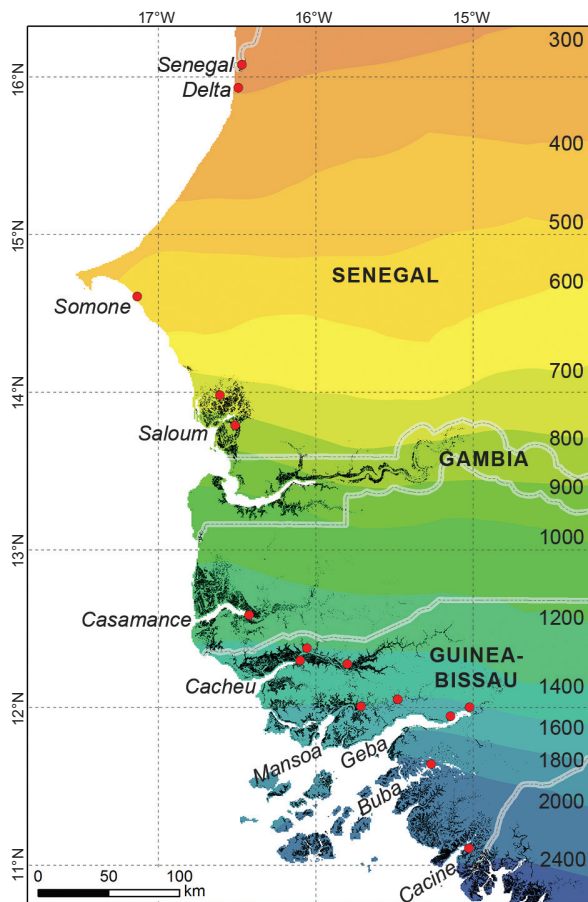 17°W 16°W 15°W
300
Senegal
Delta
16°N
400
500
15°N
SENEGAL
600
Somone
700
14°N
Saloum
800
GAMBIA
900
1000
13°N
Casamance
1200
GUINEA-
BISSAU
Cacheu
1400
12°N
1600
Mansoa
Geba
1800
Buba
2000
2400
11°N
Cacine
0 50 100
km